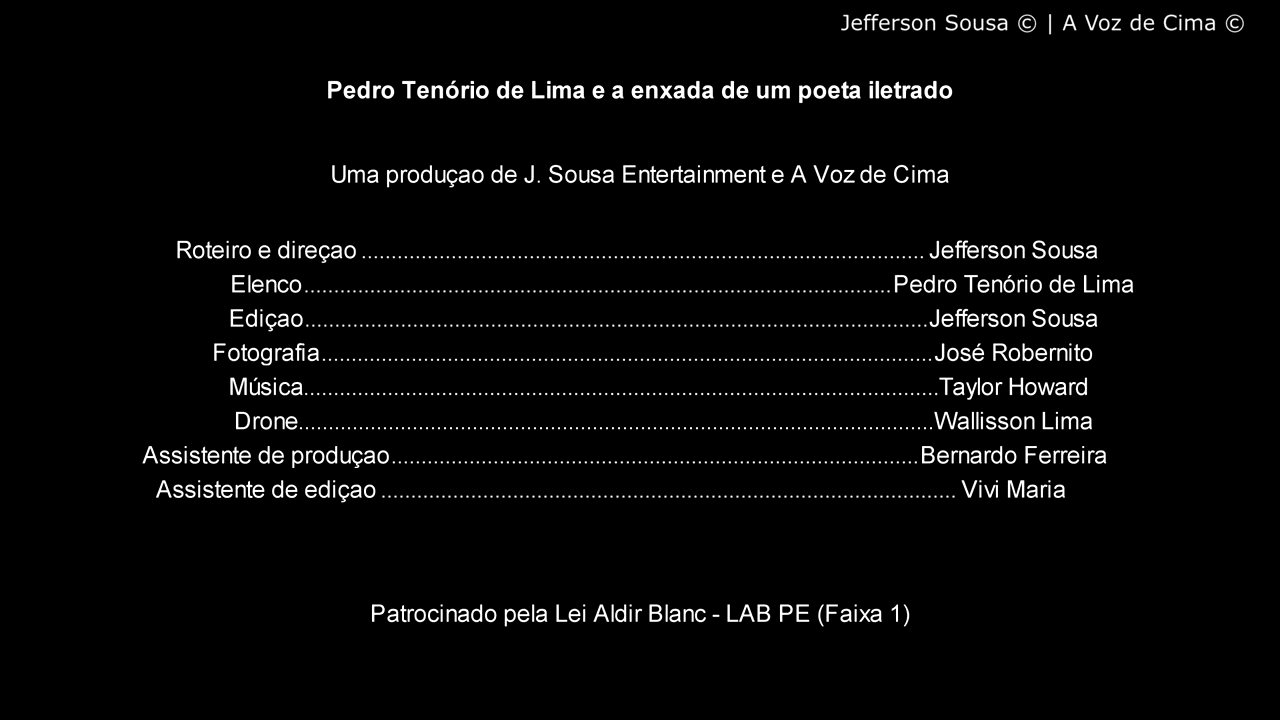 Jefferson Sousa © | A Voz de Cima ©
Pedro Tenório de Lima e a enxada de um poeta iletrado
Uma produçao de J. Sousa Entertainment e A Voz de Cima
Roteiro e direçao ........................................................................................ Jefferson Sousa
Elenco........................................................................................Pedro Tenório de Lima
Ediçao........................................................................................Jefferson Sousa
Fotografia........................................................................................José Robernito
Música........................................................................................Taylor Howard
Drone........................................................................................Wallisson Lima
Assistente de produçao........................................................................................Bernardo Ferreira
Assistente de ediçao ........................................................................................ Vivi Maria
Patrocinado pela Lei Aldir Blanc - LAB PE (Faixa 1)